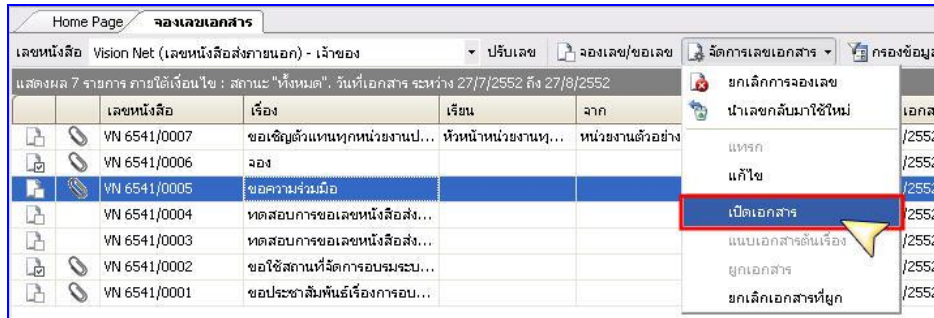 Home Page จองเลขเอกสาร
เลขหนังสือ Vision Net (เลขหนังสือส่งภายนอก) - เจ้าของ ปรับเลข จองเลข/ขอเลข จัดการเลขเอกสาร กรองข้อมูล
แสดงผล 7 รายการ ภายใต้เงื่อนไข : สถานะ "ทั้งหมด". วันที่เอกสาร ระหว่าง 27/7/2552 ถึง 27/8/2552
เลขหนังสือ เรื่อง เรียน จาก
VN 6541/0007 ขอเชิญตัวแทนทุกหน่วยงานป... หัวหน้าหน่วยงานทุ... หน่วยงานตัวอย่าง /2552
VN 6541/0006 จอง /2552
VN 6541/0005 ขอความร่วมมือ /2552
VN 6541/0004 ทดสอบการขอเลขหนังสือส่ง... /2552
VN 6541/0003 ทดสอบการขอเลขหนังสือส่ง... /2552
VN 6541/0002 ขอใช้สถานที่จัดการอบรมระบ... /2552
VN 6541/0001 ขอประชาสัมพันธ์เรื่องการอบ... /2552
ยกเลิกการจองเลข
นำเลขกลับมาใช้ใหม่
แทรก
แก้ไข
เปิดเอกสาร
แนบเอกสารต้นเรื่อง
ผูกเอกสาร
ยกเลิกเอกสารที่ผูก